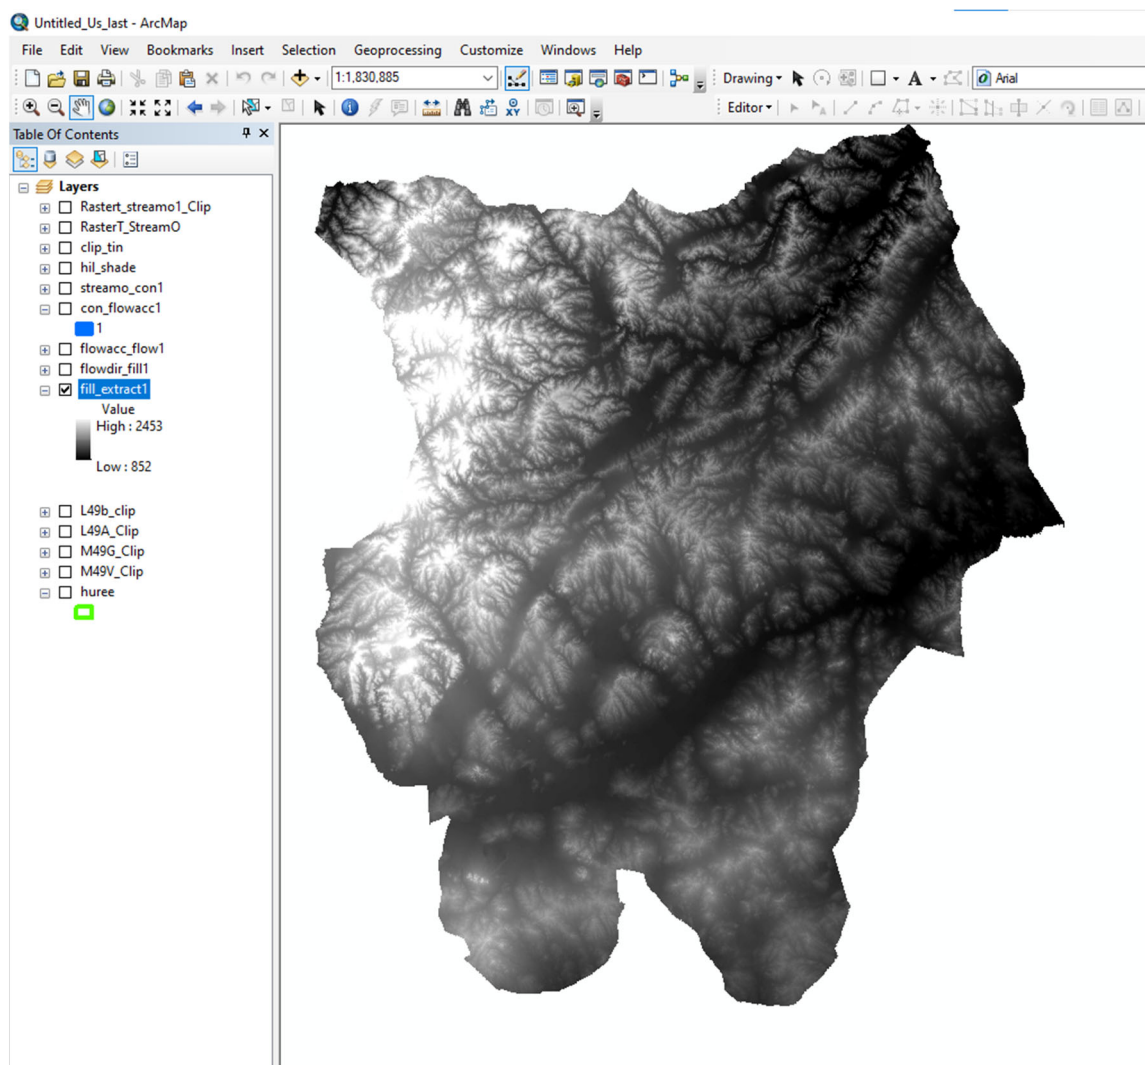 Untitled_Us_last - ArcMap
File Edit View Bookmarks Insert Selection Geoprocessing Customize Windows Help
1:1,830,885 Drawing A Arial
Editor
Table Of Contents
Layers
Rastert_streamo1_Clip
RasterT_StreamO
clip_tin
hil_shade
streamo_con1
con_flowacc1
1
flowacc_flow1
flowdir_fill1
fill_extract1
Value
High : 2453
Low : 852
L49b_clip
L49A_Clip
M49G_Clip
M49V_Clip
huree